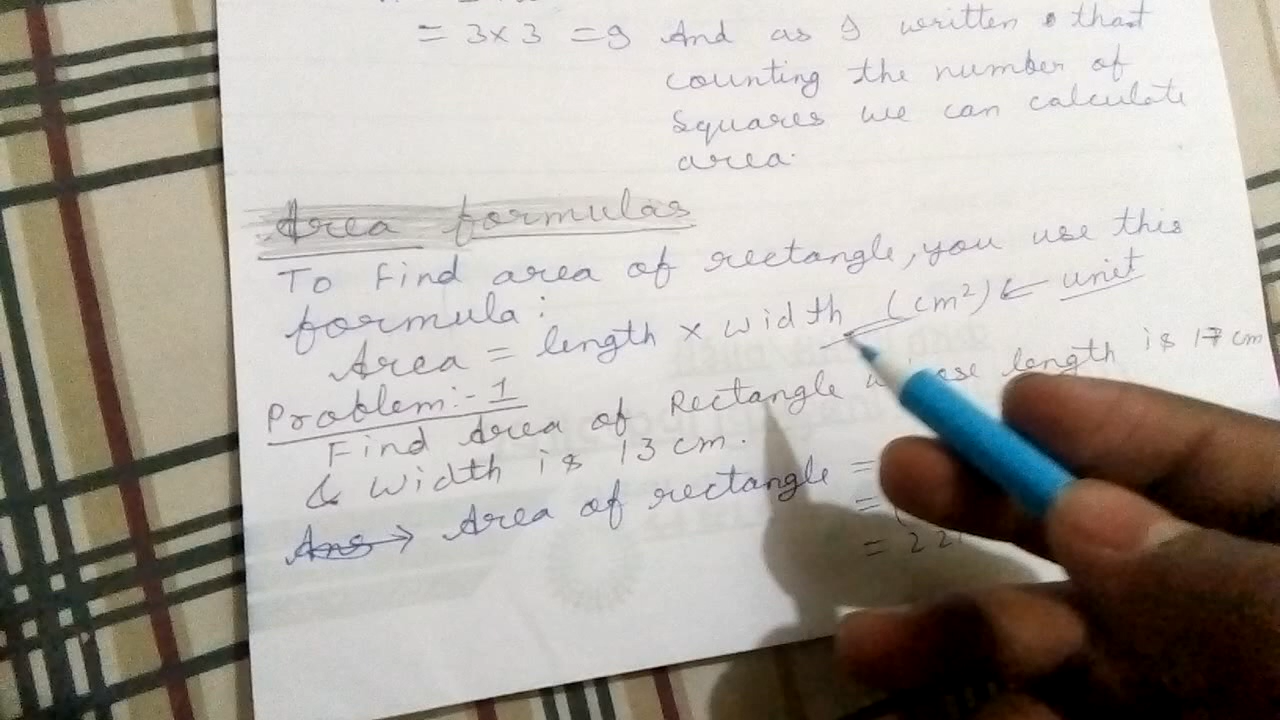 = 3×3 = 9 And as I written that
counting the number of
squares we can calculate
area.
Area formulas
To Find area of rectangle, you use this
formula:
Area = length × width (cm²) ← unit
Problem:- 1
Find Area of Rectangle length is 17 cm
& Width is 13 cm.
Ans → Area of rectangle =
= (
= 22